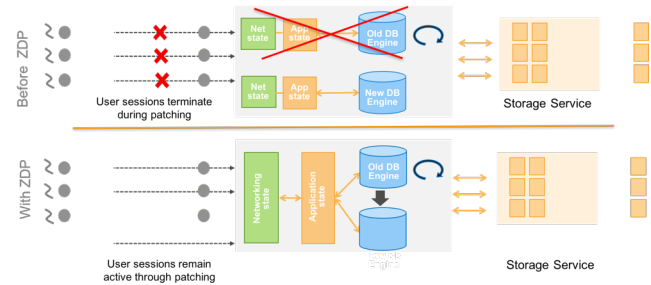 Before ZDP
Net
state
App
state
Old DB
Engine
Net
state
App
state
New DB
Engine
User sessions terminate
during patching
Storage Service
With ZDP
Networking
state
Application
state
Old DB
Engine
Engine
User sessions remain
active through patching
Storage Service